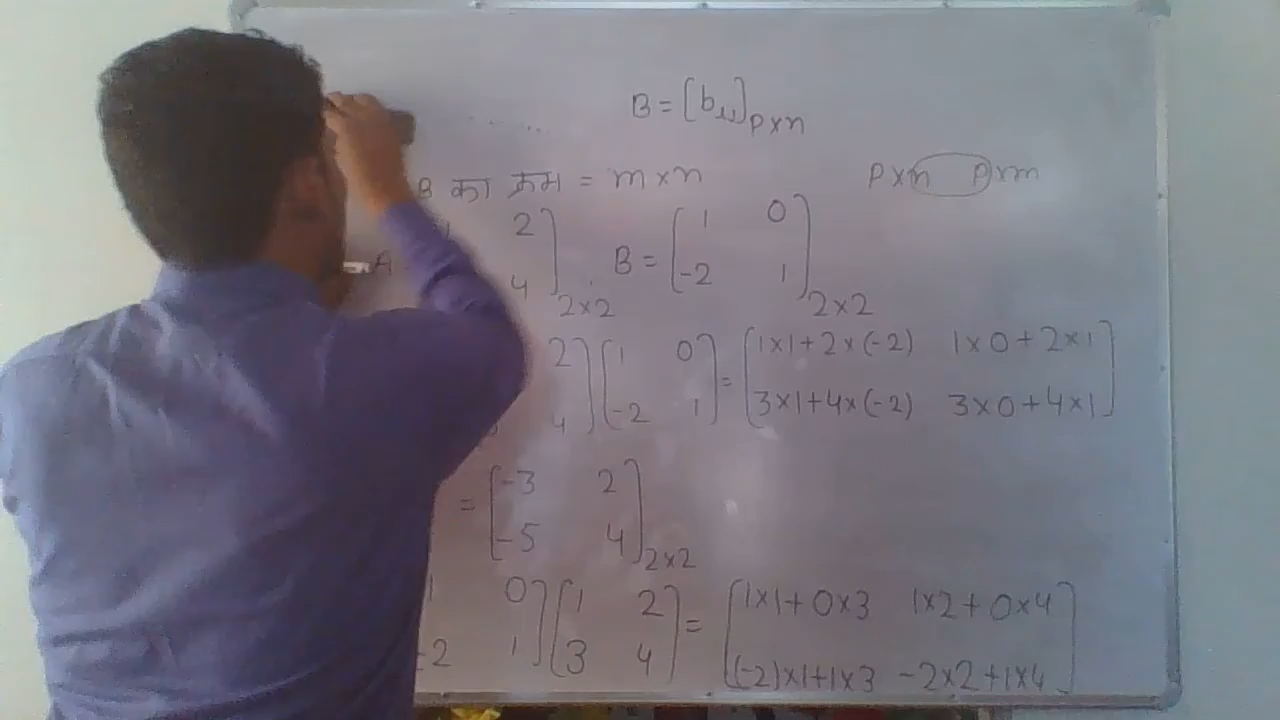 B = [b ]p×n
B का क्रम = m×n p×n p×m
A 2 B = [1 0
4]2×2 -2 1]2×2
2] [1 0] = [1×1+2×(-2) 1×0+2×1]
4] [-2 1] [3×1+4×(-2) 3×0+4×1]
= [-3 2
-5 4]2×2
1 0] [1 2] = [1×1+0×3 1×2+0×4]
-2 1] [3 4] [(-2)×1+1×3 -2×2+1×4]